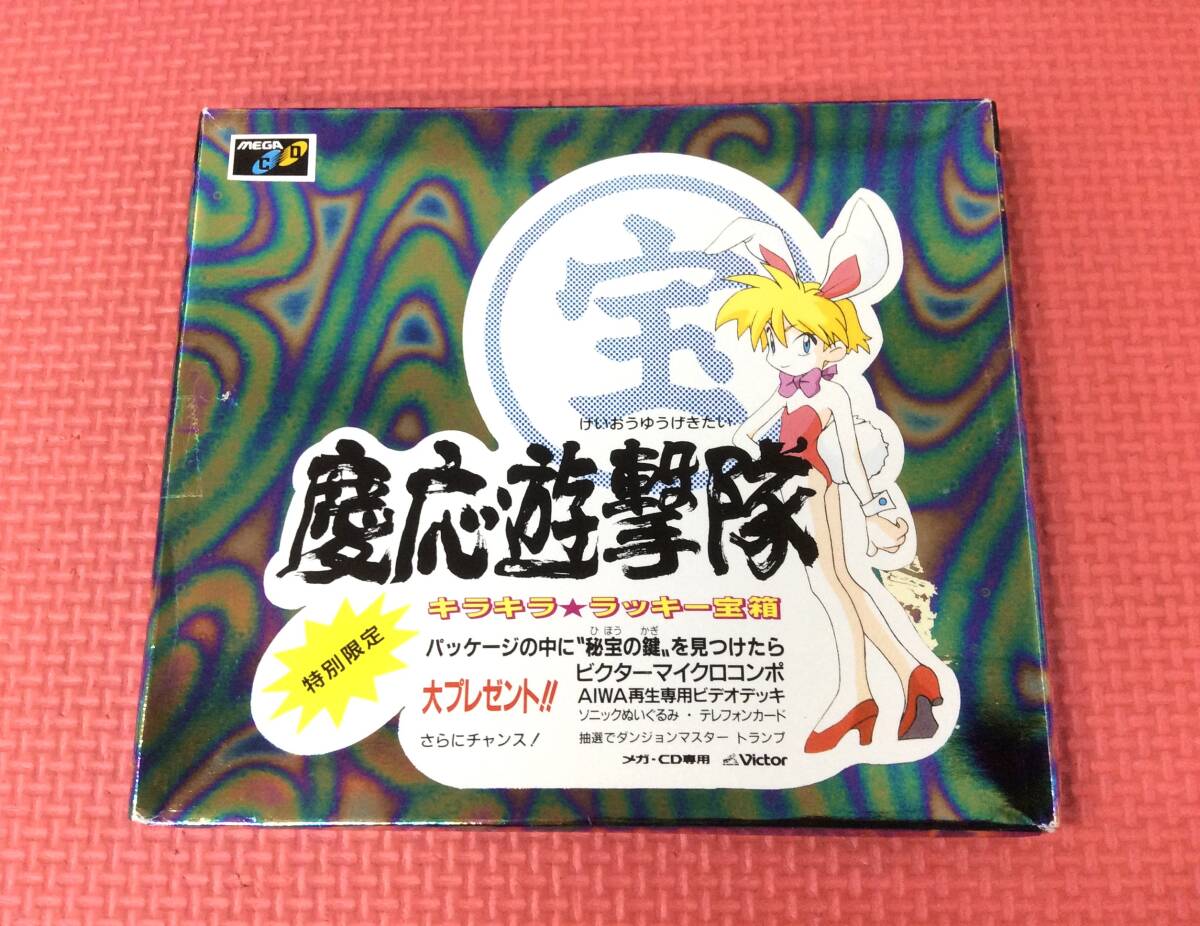 MEGA
CD
宝
けいおうゆうげきたい
慶応遊撃隊
キラキラ★ラッキー宝箱
特別限定
ひほう かぎ
パッケージの中に〝秘宝の鍵〟を見つけたら
ビクターマイクロコンポ
大プレゼント!!
AIWA再生専用ビデオデッキ
ソニックぬいぐるみ・テレフォンカード
さらにチャンス!
抽選でダンジョンマスター トランプ
メガ-CD専用 Victor